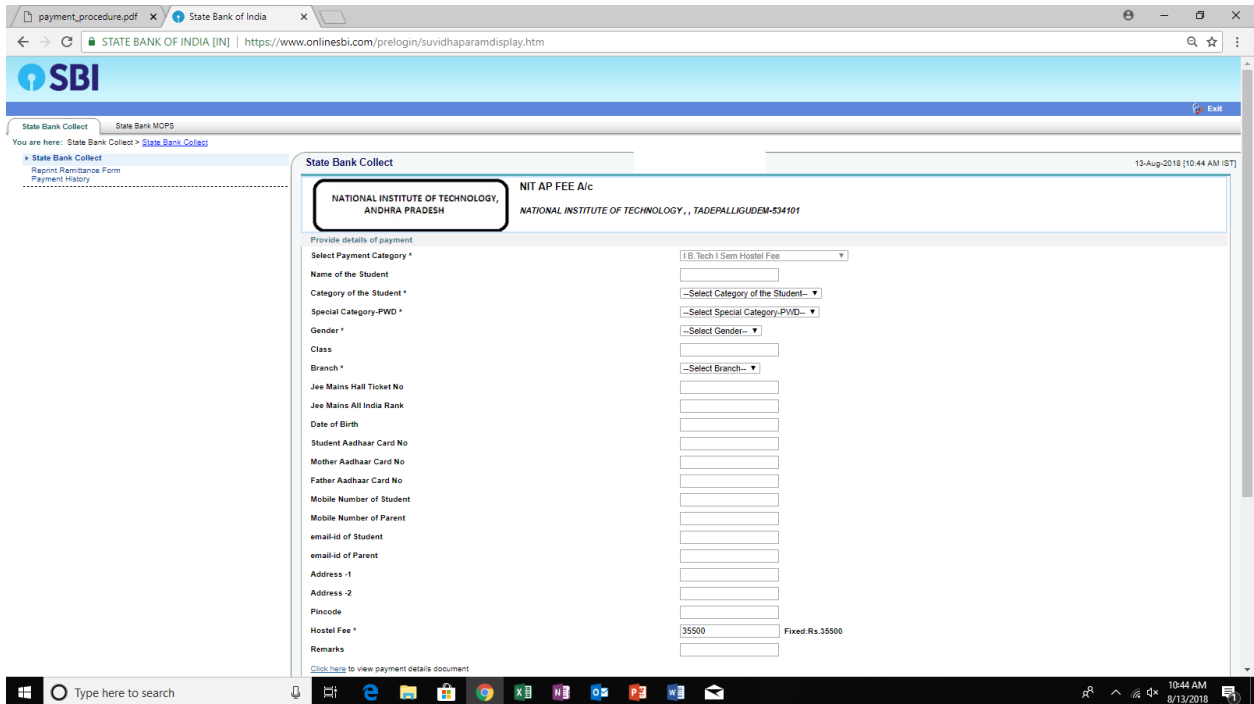 payment_procedure.pdf
State Bank of India
STATE BANK OF INDIA [IN] | https://www.onlinesbi.com/prelogin/suvidhaparamdisplay.htm
SBI
Exit
State Bank Collect State Bank MOPS
You are here: State Bank Collect > State Bank Collect
State Bank Collect
Reprint Remittance Form
Payment History
State Bank Collect 13-Aug-2018 [10:44 AM IST]
NATIONAL INSTITUTE OF TECHNOLOGY,
ANDHRA PRADESH
NIT AP FEE A/c
NATIONAL INSTITUTE OF TECHNOLOGY , , TADEPALLIGUDEM-534101
Provide details of payment
Select Payment Category * I B.Tech I Sem Hostel Fee
Name of the Student
Category of the Student * --Select Category of the Student--
Special Category-PWD * --Select Special Category-PWD--
Gender * --Select Gender--
Class
Branch * --Select Branch--
Jee Mains Hall Ticket No
Jee Mains All India Rank
Date of Birth
Student Aadhaar Card No
Mother Aadhaar Card No
Father Aadhaar Card No
Mobile Number of Student
Mobile Number of Parent
email-id of Student
email-id of Parent
Address -1
Address -2
Pincode
Hostel Fee * 35500 Fixed:Rs.35500
Remarks
Click here to view payment details document
Type here to search
10:44 AM
8/13/2018